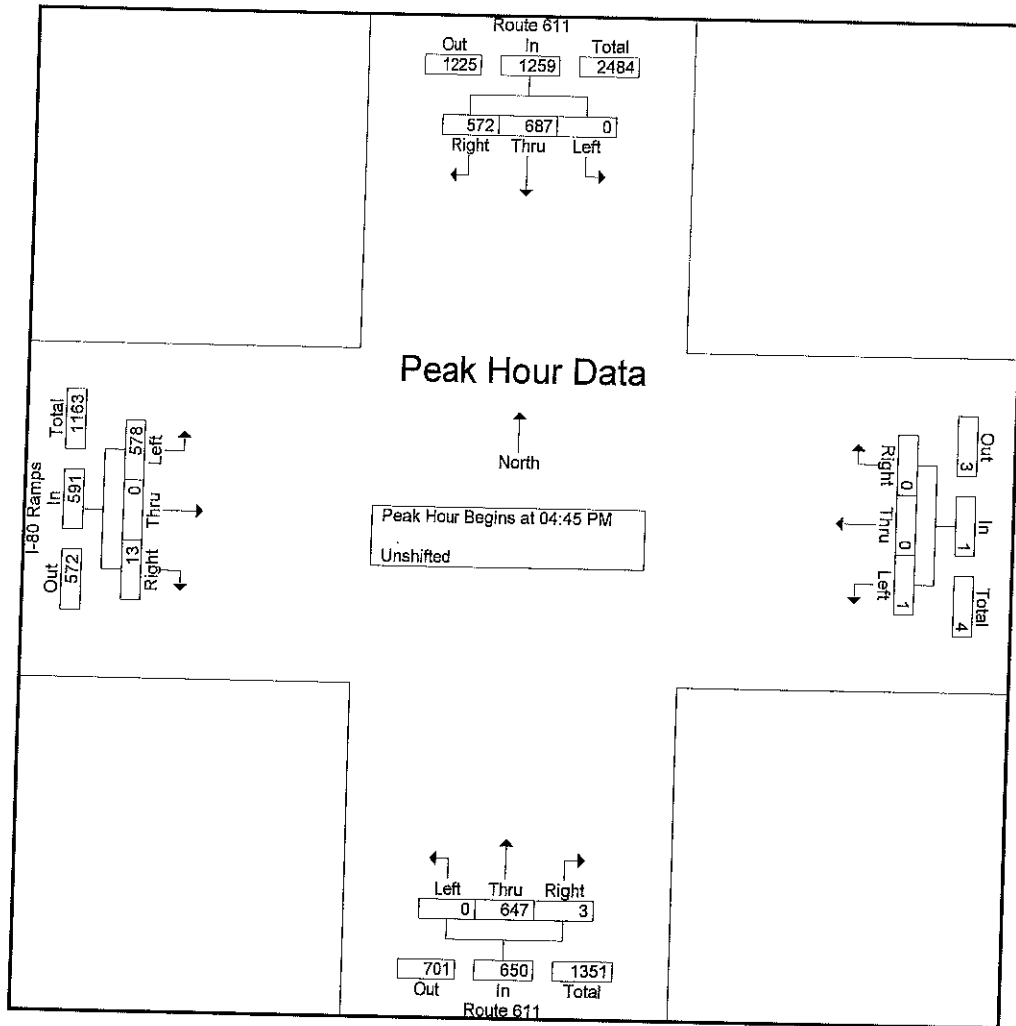 Route 611
Out In Total
1225 1259 2484
572 687 0
Right Thru Left
Peak Hour Data
North
Peak Hour Begins at 04:45 PM
Unshifted
I-80 Ramps
Total In Out
1163 591 572
578 0 13
Left Thru Right
Right Thru Left
0 0 1
Out In Total
3 1 4
Left Thru Right
0 647 3
701 650 1351
Out In Total
Route 611